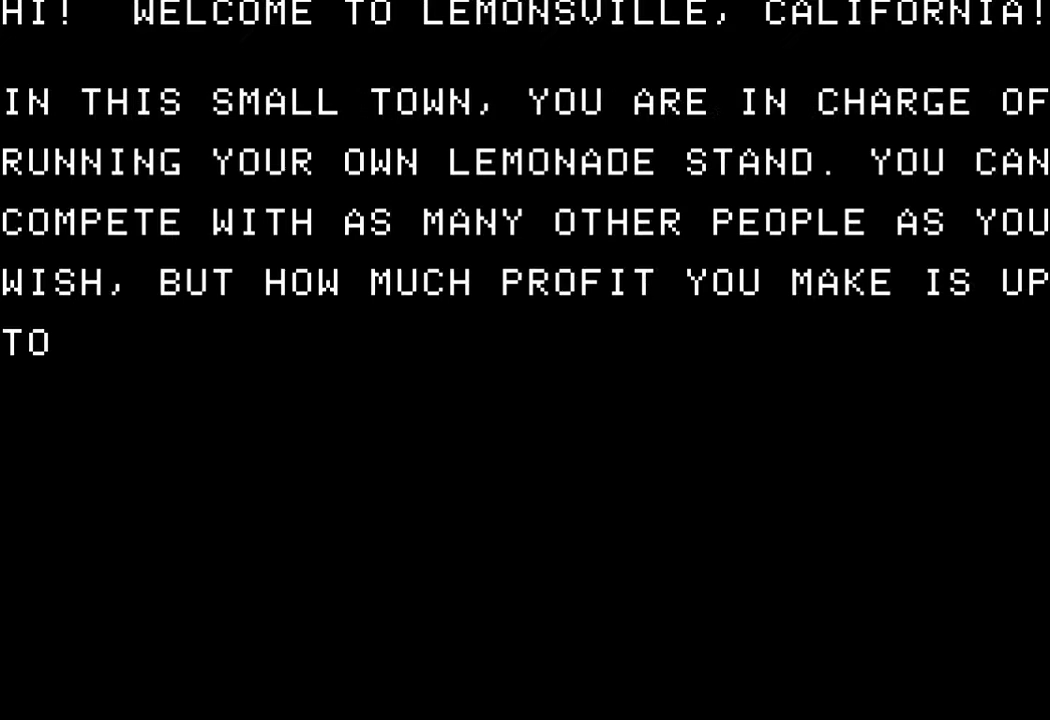 HI!  WELCOME TO LEMONSVILLE, CALIFORNIA!
IN THIS SMALL TOWN, YOU ARE IN CHARGE OF
RUNNING YOUR OWN LEMONADE STAND. YOU CAN
COMPETE WITH AS MANY OTHER PEOPLE AS YOU
WISH, BUT HOW MUCH PROFIT YOU MAKE IS UP
TO